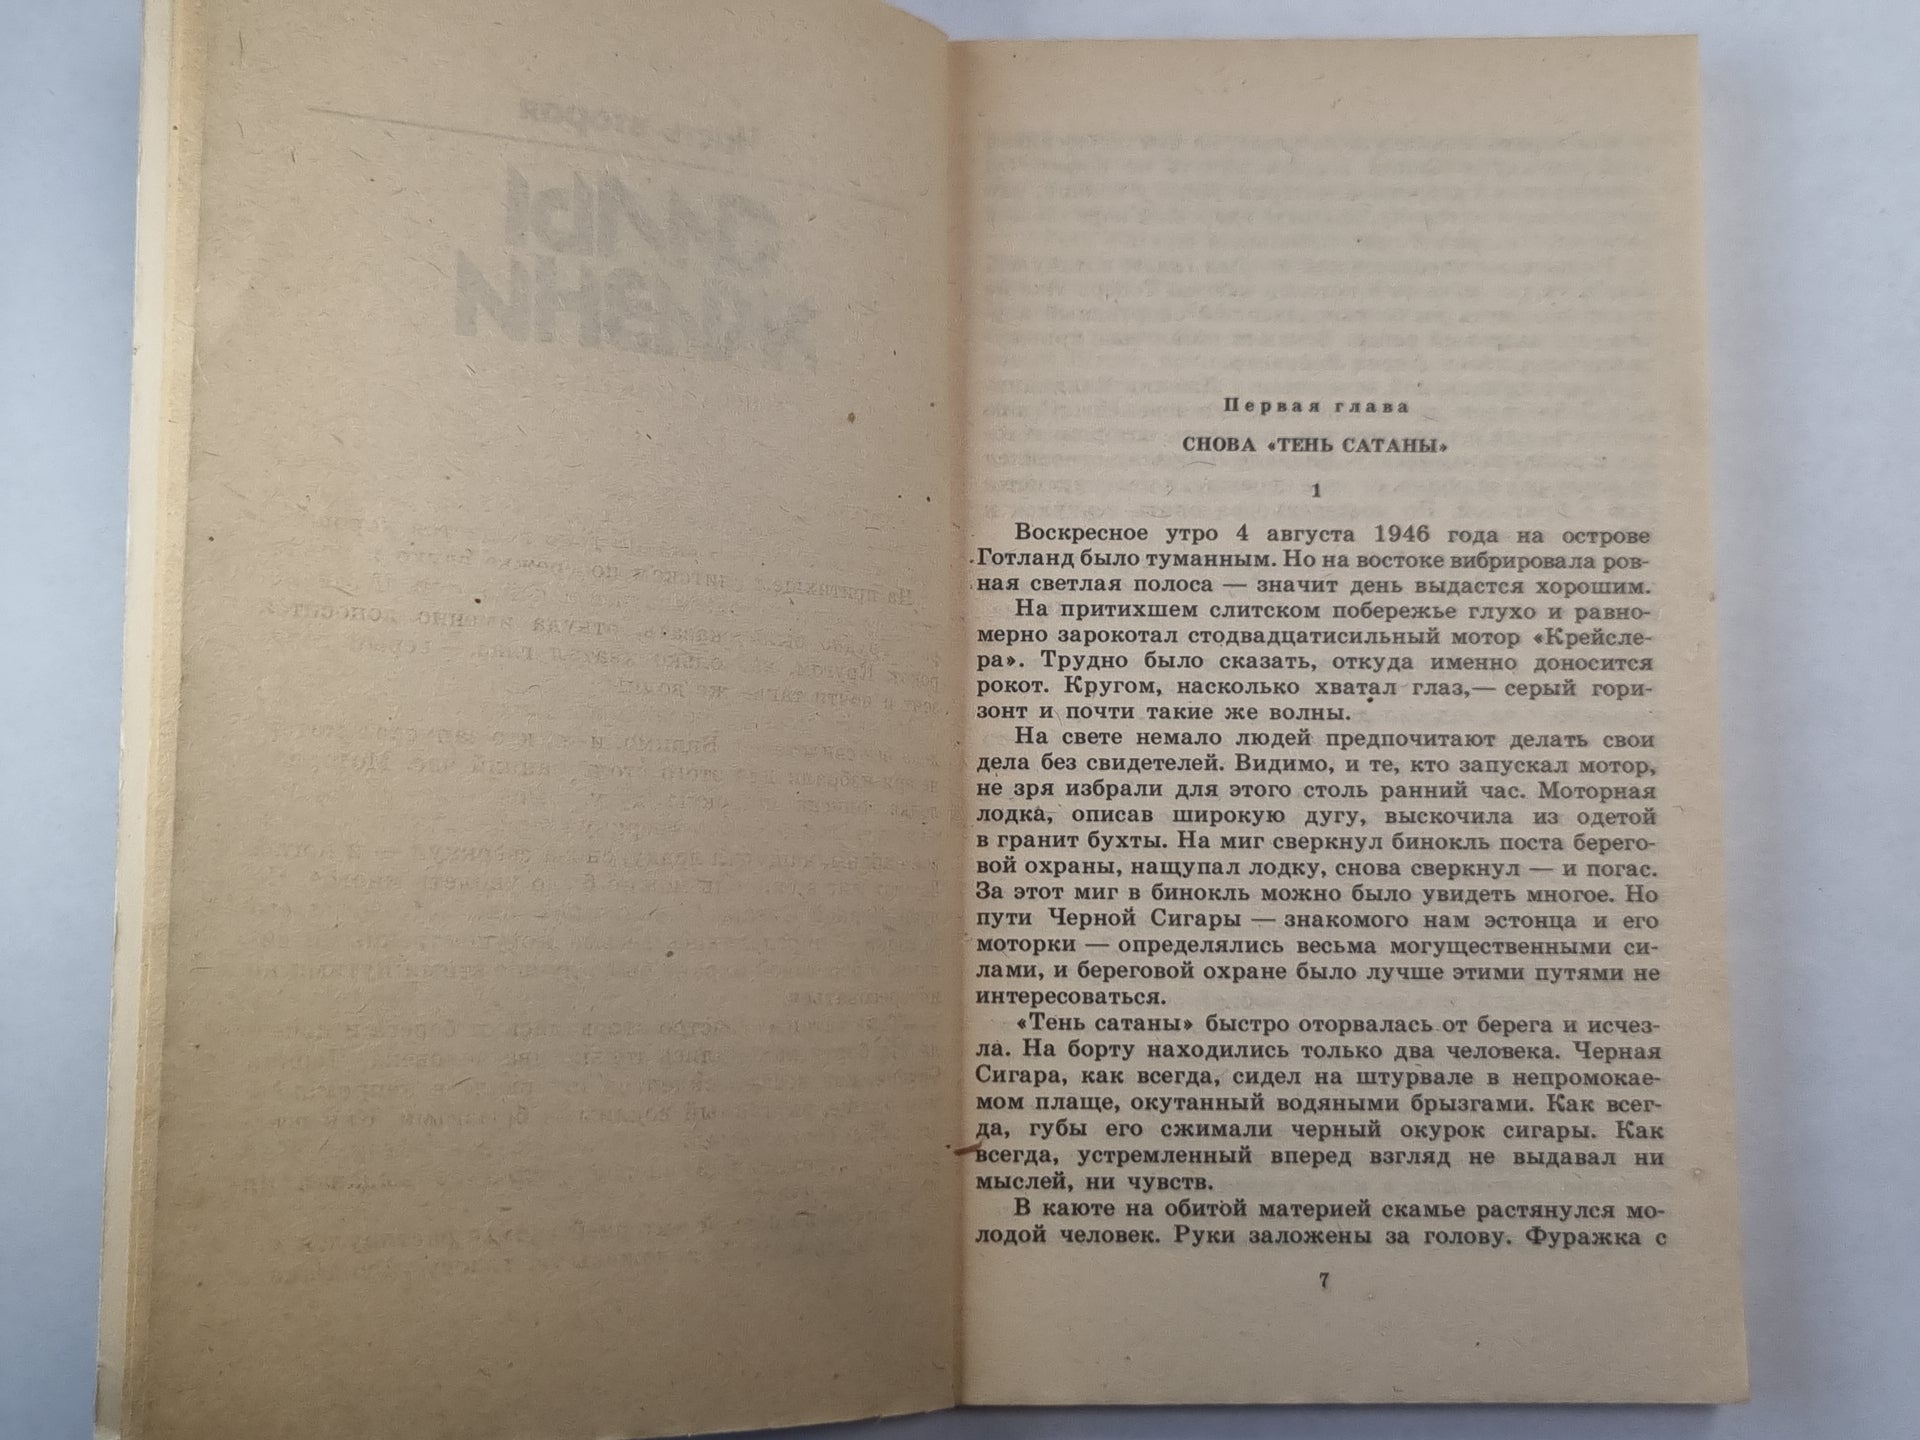 Часть вторая
СИЛЫ
ЖИЗНИ
Первая глава
СНОВА «ТЕНЬ САТАНЫ»
1
Воскресное утро 4 августа 1946 года на острове
Готланд было туманным. Но на востоке вибрировала ров-
ная светлая полоса — значит день выдастся хорошим.
На притихшем слитском побережье глухо и равно-
мерно зарокотал стодвадцатисильный мотор «Крейсле-
ра». Трудно было сказать, откуда именно доносится
рокот. Кругом, насколько хватал глаз,— серый гори-
зонт и почти такие же волны.
На свете немало людей предпочитают делать свои
дела без свидетелей. Видимо, и те, кто запускал мотор,
не зря избрали для этого столь ранний час. Моторная
лодка, описав широкую дугу, выскочила из одетой
в гранит бухты. На миг сверкнул бинокль поста берего-
вой охраны, нащупал лодку, снова сверкнул — и погас.
За этот миг в бинокль можно было увидеть многое. Но
пути Черной Сигары — знакомого нам эстонца и его
моторки — определялись весьма могущественными си-
лами, и береговой охране было лучше этими путями не
интересоваться.
«Тень сатаны» быстро оторвалась от берега и исчез-
ла. На борту находились только два человека. Черная
Сигара, как всегда, сидел на штурвале в непромокае-
мом плаще, окутанный водяными брызгами. Как всег-
да, губы его сжимали черный окурок сигары. Как
всегда, устремленный вперед взгляд не выдавал ни
мыслей, ни чувств.
В каюте на обитой материей скамье растянулся мо-
лодой человек. Руки заложены за голову. Фуражка с
7